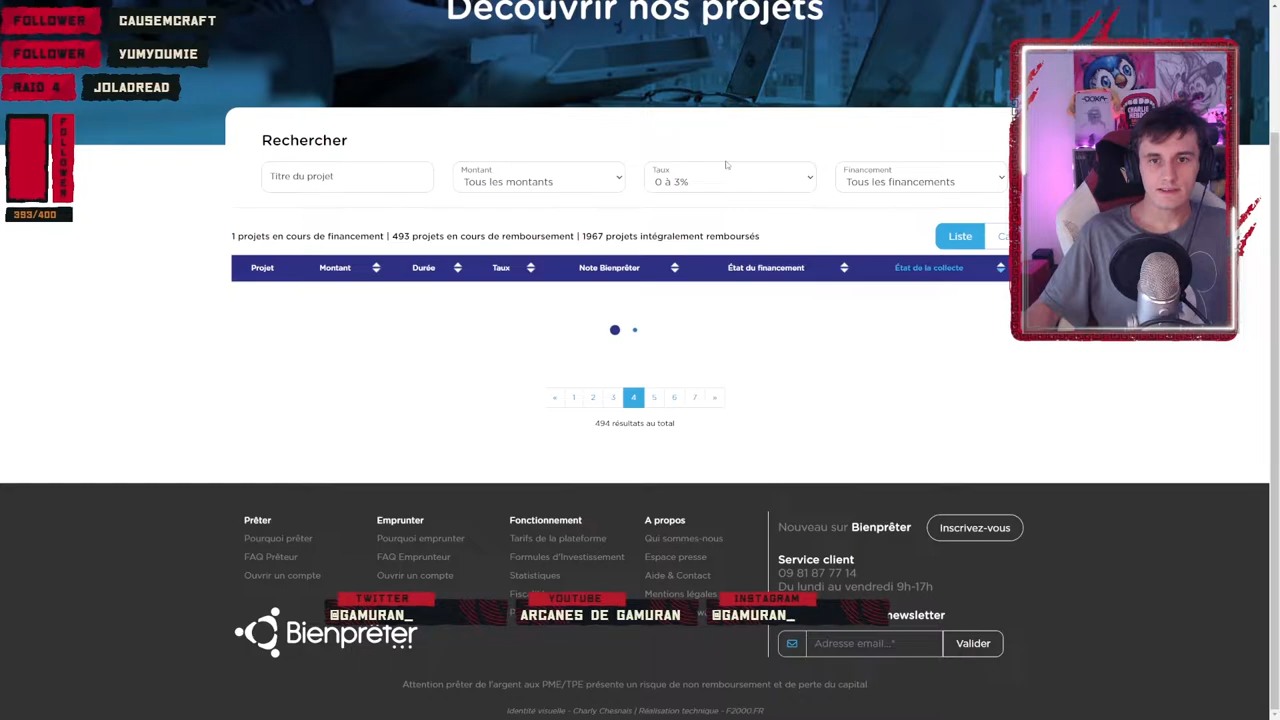 Découvrir nos projets
FOLLOWER CAUSEMCRAFT
FOLLOWER YUMYOUMIE
RAID 4 JOLADREAD
FOLLOWER
393/400
Rechercher
Titre du projet
Montant
Tous les montants
Taux
0 à 3%
Financement
Tous les financements
1 projets en cours de financement | 493 projets en cours de remboursement | 1967 projets intégralement remboursés
Liste
Projet Montant Durée Taux Note Bienprêter État du financement État de la collecte
« 1 2 3 4 5 6 7 »
494 résultats au total
Prêter
Pourquoi prêter
FAQ Prêteur
Ouvrir un compte
Emprunter
Pourquoi emprunter
FAQ Emprunteur
Ouvrir un compte
Fonctionnement
Tarifs de la plateforme
Formules d'Investissement
Statistiques
A propos
Qui sommes-nous
Espace presse
Aide & Contact
Mentions légales
Nouveau sur Bienprêter
Inscrivez-vous
Service client
09 81 87 77 14
Du lundi au vendredi 9h-17h
newsletter
Adresse email...*
Valider
TWITTER
@GAMURAN_
YOUTUBE
ARCANES DE GAMURAN
INSTAGRAM
@GAMURAN_
Bienprêter
Attention prêter de l'argent aux PME/TPE présente un risque de non remboursement et de perte du capital
Identité visuelle - Charly Chesnais | Réalisation technique - F2000.FR
DOXA
CHARLIE HEBDO